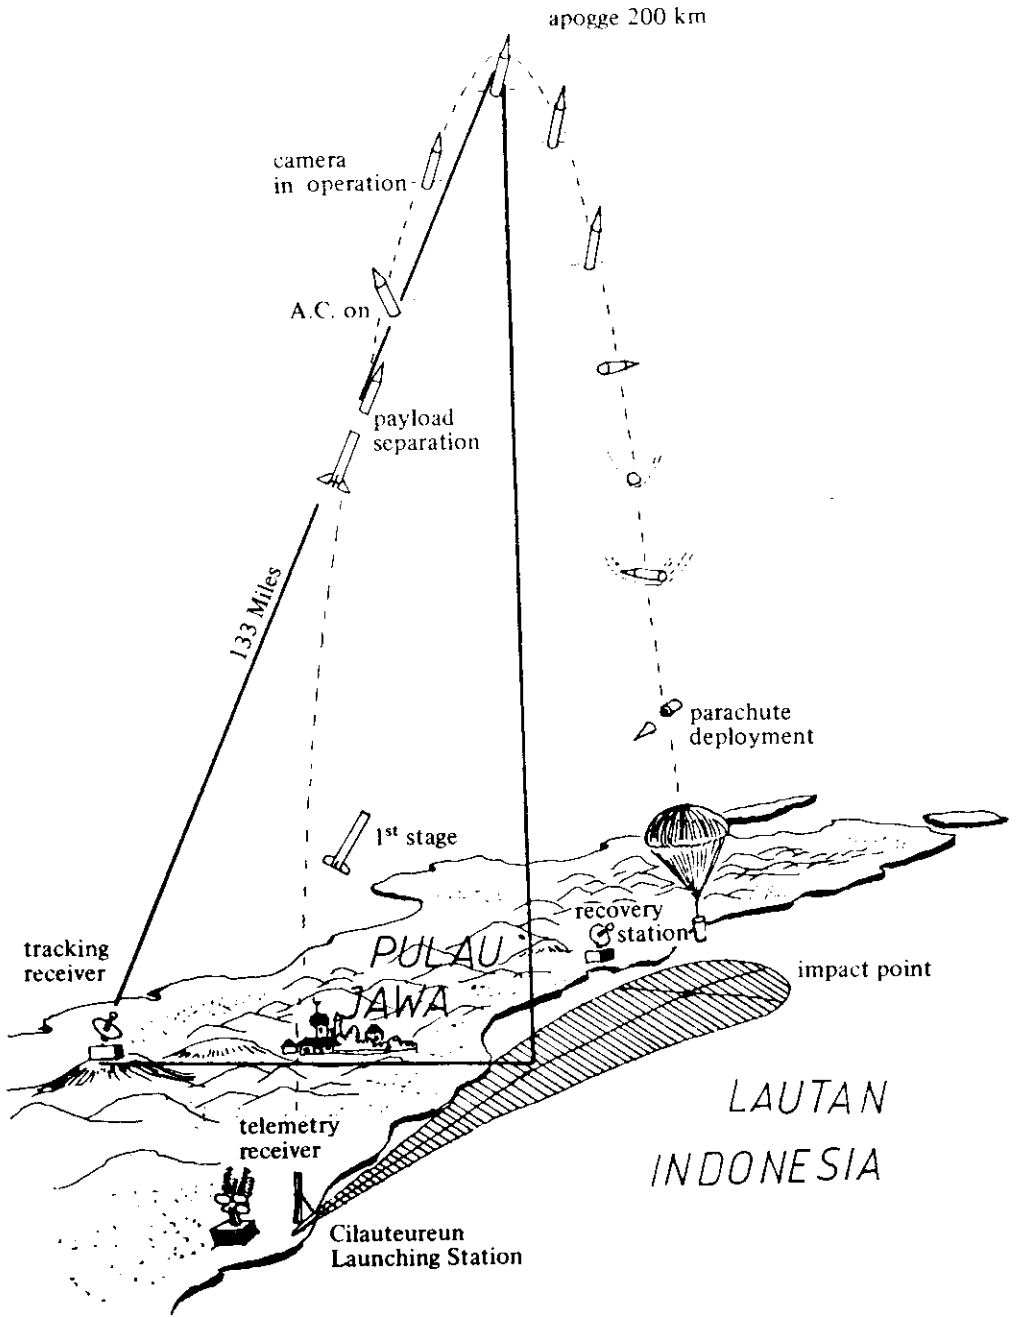 apogge 200 km
camera
in operation
A.C. on
payload
separation
133 Miles
parachute
deployment
1st stage
recovery
station
tracking
receiver
PULAU
JAWA
impact point
LAUTAN
INDONESIA
telemetry
receiver
Cilauteureun
Launching Station